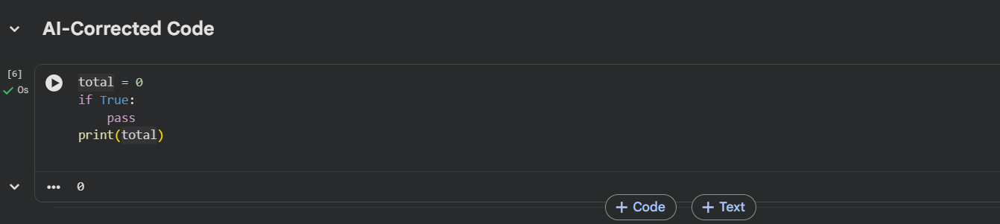 AI-Corrected Code
[6]
0s
total = 0
if True:
    pass
print(total)
0
+ Code
+ Text